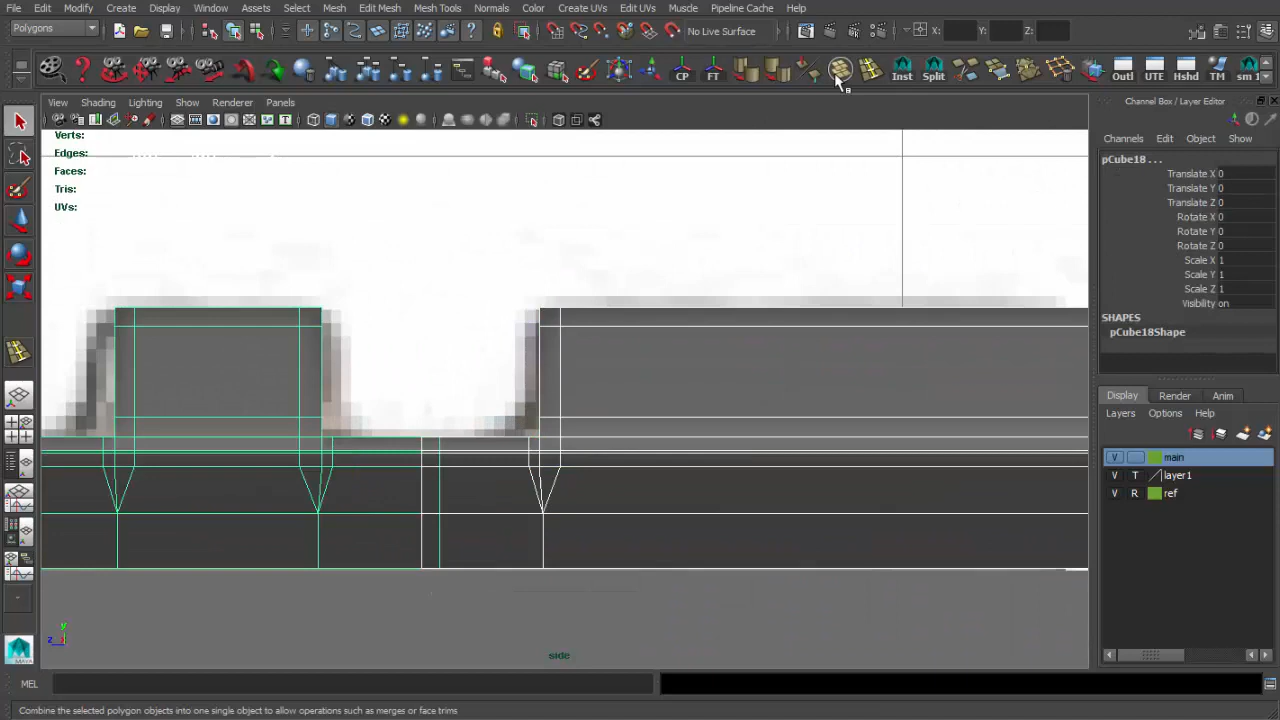 File Edit Modify Create Display Window Assets Select Mesh Edit Mesh Mesh Tools Normals Color Create UVs Edit UVs Muscle Pipeline Cache Help
Polygons No Live Surface X: Y: Z:
CP FT Inst Split Outl UTE Hshd TM sm 1
View Shading Lighting Show Renderer Panels
Verts:
Edges:
Faces:
Tris:
UVs:
y
z
side
Channel Box / Layer Editor
Channels Edit Object Show
pCube18 ...
Translate X 0
Translate Y 0
Translate Z 0
Rotate X 0
Rotate Y 0
Rotate Z 0
Scale X 1
Scale Y 1
Scale Z 1
Visibility on
SHAPES
pCube18Shape
Display Render Anim
Layers Options Help
V main
V T layer1
V R ref
MAYA
MEL
Combine the selected polygon objects into one single object to allow operations such as merges or face trims